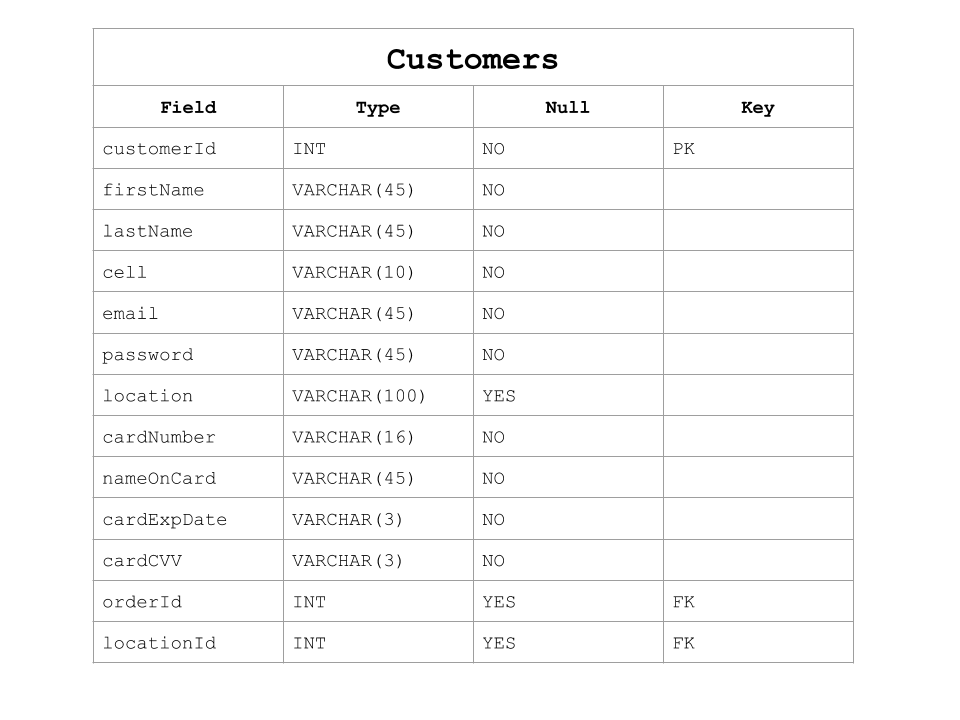 Customers
Field Type Null Key
customerId INT NO PK
firstName VARCHAR(45) NO
lastName VARCHAR(45) NO
cell VARCHAR(10) NO
email VARCHAR(45) NO
password VARCHAR(45) NO
location VARCHAR(100) YES
cardNumber VARCHAR(16) NO
nameOnCard VARCHAR(45) NO
cardExpDate VARCHAR(3) NO
cardCVV VARCHAR(3) NO
orderId INT YES FK
locationId INT YES FK